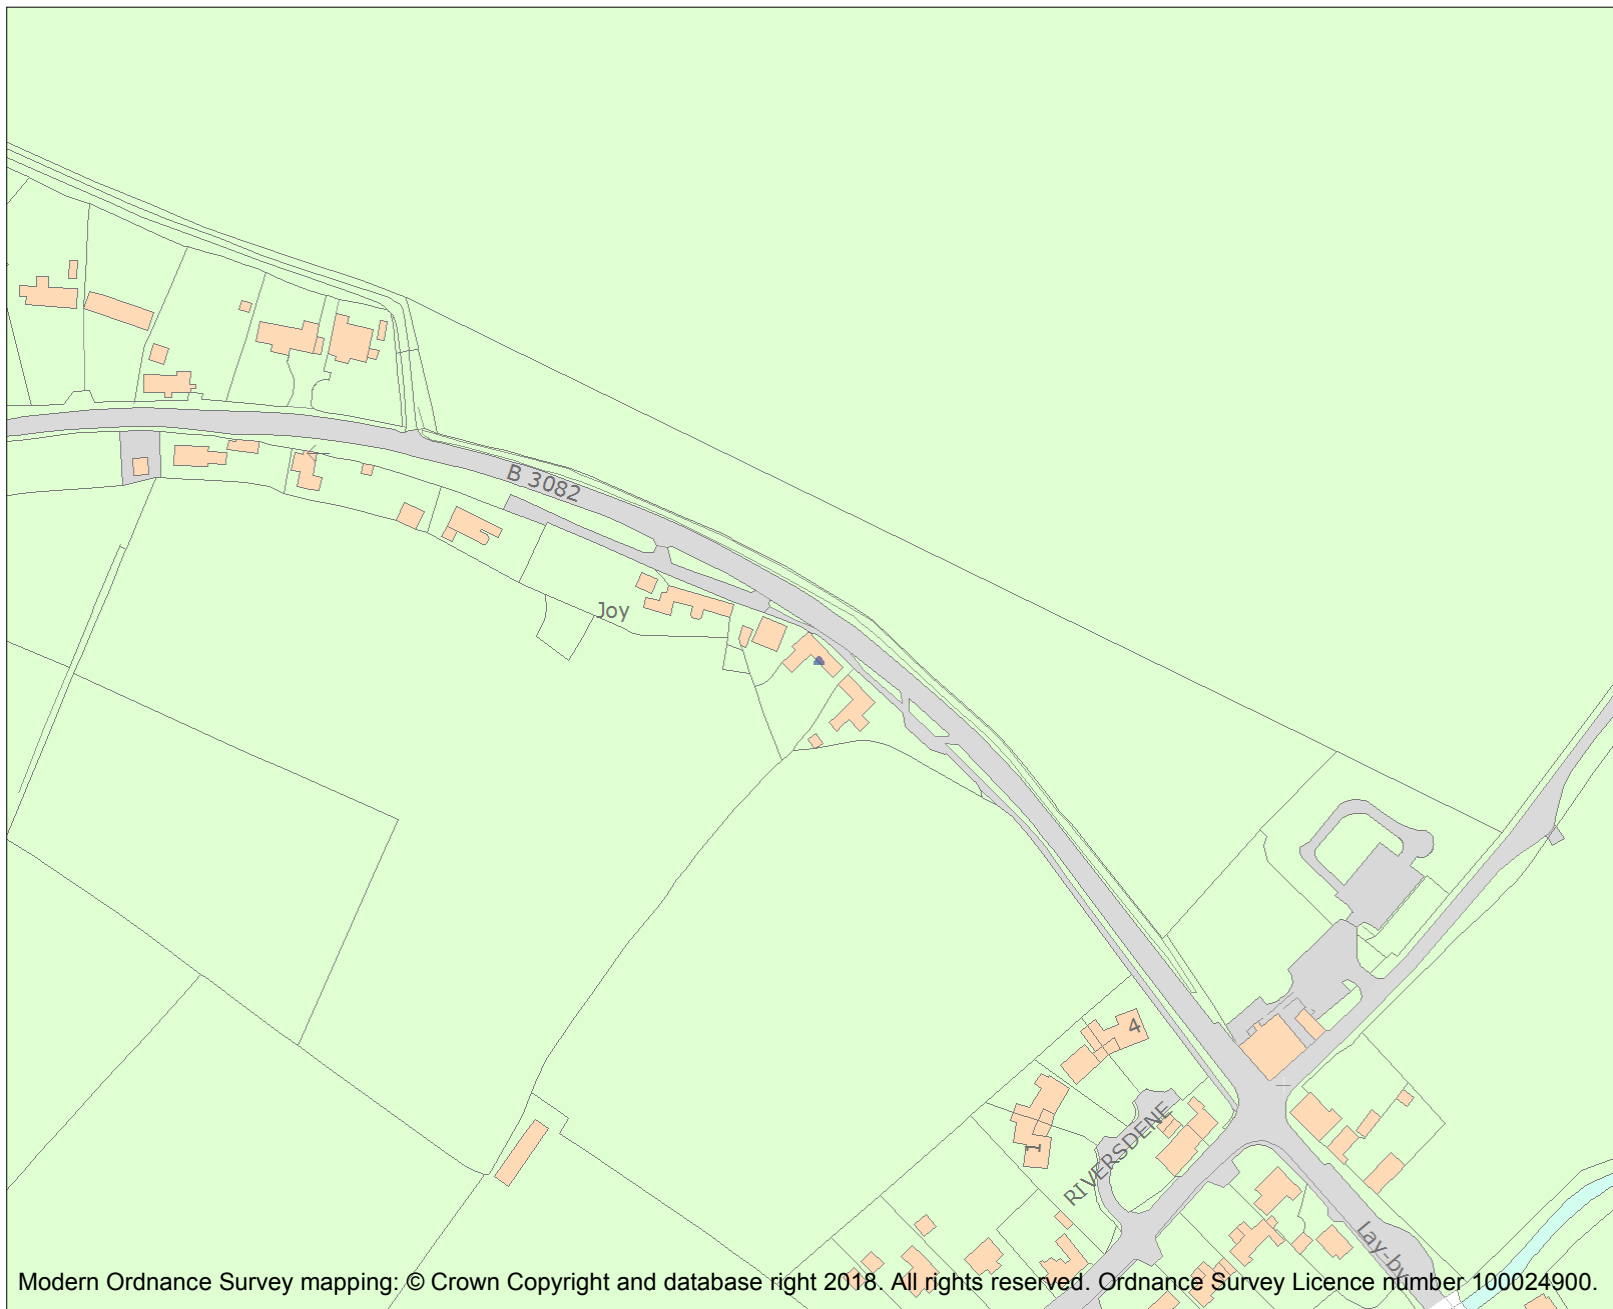 B 3082
Joy
4
1
RIVERSDENE
Lay-by
Modern Ordnance Survey mapping: © Crown Copyright and database right 2018. All rights reserved. Ordnance Survey Licence number 100024900.